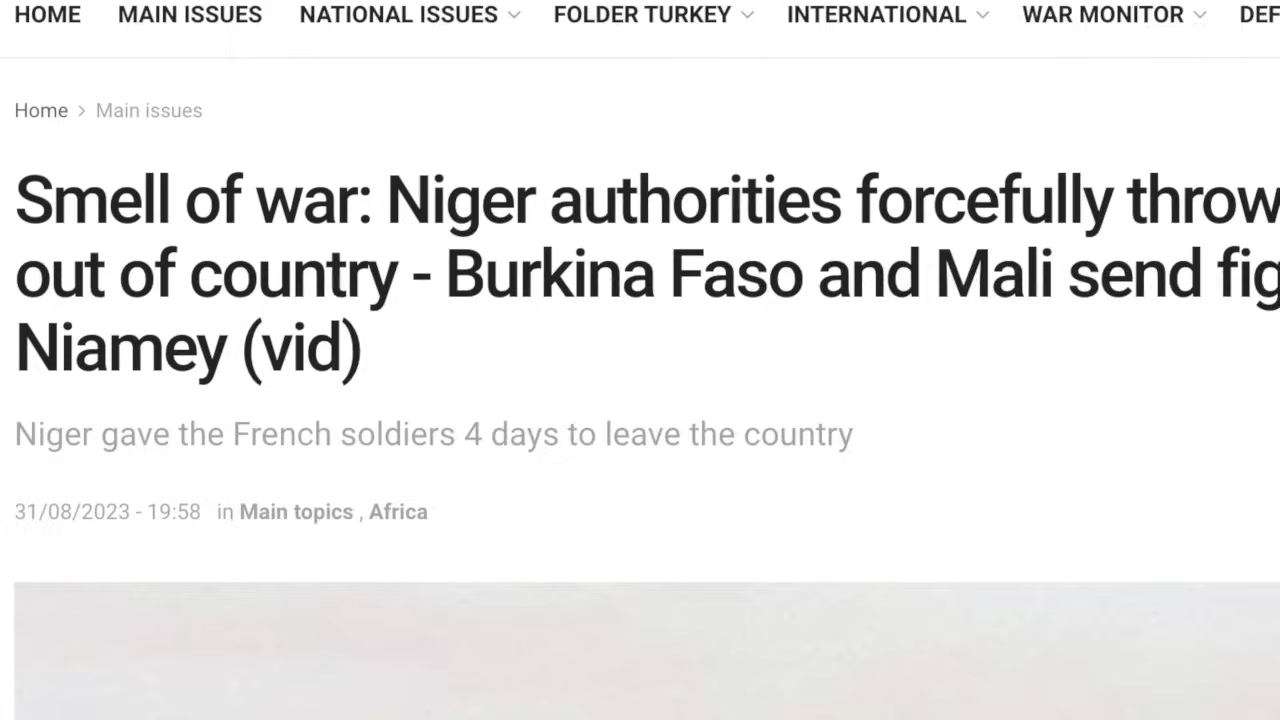 HOME MAIN ISSUES NATIONAL ISSUES FOLDER TURKEY INTERNATIONAL WAR MONITOR
Home > Main issues
Smell of war: Niger authorities forcefully throw
out of country - Burkina Faso and Mali send
Niamey (vid)
Niger gave the French soldiers 4 days to leave the country
31/08/2023 - 19:58 in Main topics , Africa